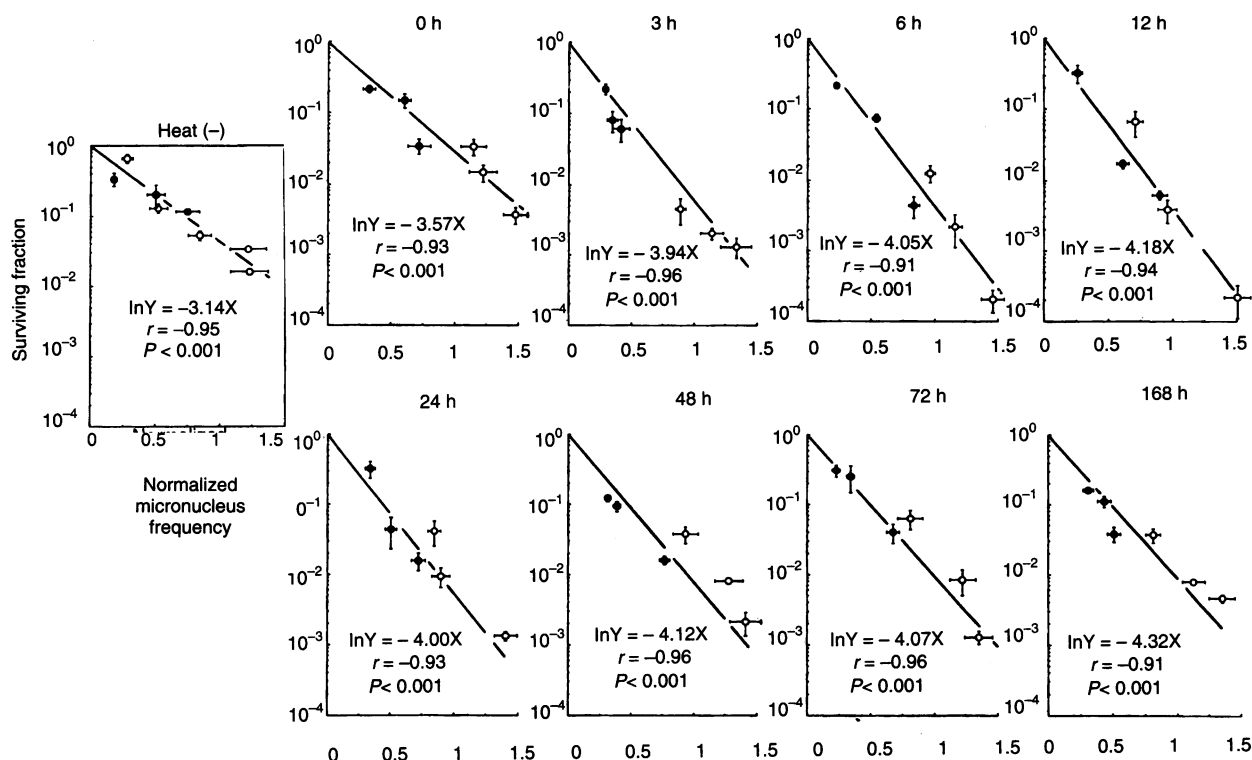 Heat (–)
Surviving fraction
10⁰
10⁻¹
10⁻²
10⁻³
10⁻⁴
lnY = –3.14X
r = –0.95
P < 0.001
0 0.5 1 1.5
Normalized
micronucleus
frequency
0 h
10⁰
10⁻¹
10⁻²
10⁻³
10⁻⁴
lnY = – 3.57X
r = –0.93
P< 0.001
0 0.5 1 1.5
3 h
10⁰
10⁻¹
10⁻²
10⁻³
10⁻⁴
lnY = – 3.94X
r = –0.96
P< 0.001
0 0.5 1 1.5
6 h
10⁰
10⁻¹
10⁻²
10⁻³
10⁻⁴
lnY = – 4.05X
r = –0.91
P< 0.001
0 0.5 1 1.5
12 h
10⁰
10⁻¹
10⁻²
10⁻³
10⁻⁴
lnY = – 4.18X
r = –0.94
P< 0.001
0 0.5 1 1.5
24 h
10⁰
0⁻¹
10⁻²
10⁻³
10⁻⁴
lnY = – 4.00X
r = –0.93
P< 0.001
0 0.5 1 1.5
48 h
10⁰
10⁻¹
10⁻²
10⁻³
10⁻⁴
lnY = – 4.12X
r = –0.96
P< 0.001
0 0.5 1 1.5
72 h
10⁰
10⁻¹
10⁻²
10⁻³
10⁻⁴
lnY = – 4.07X
r = –0.96
P< 0.001
0 0.5 1 1.5
168 h
10⁰
10⁻¹
10⁻²
10⁻³
10⁻⁴
lnY = – 4.32X
r = –0.91
P< 0.001
0 0.5 1 1.5